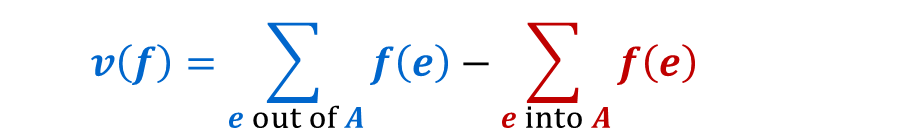 v(f) = ∑ f(e) − ∑ f(e)
e out of A e into A